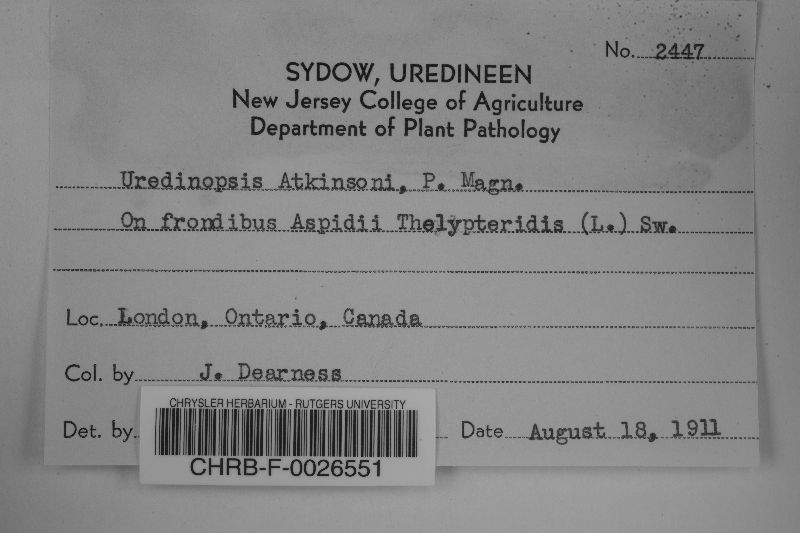 No. 2447
SYDOW, UREDINEEN
New Jersey College of Agriculture
Department of Plant Pathology
Uredinopsis Atkinsoni, P. Magn.
On frondibus Aspidii Thelypteridis (L.) Sw.
Loc. London, Ontario, Canada
Col. by J. Dearness
Det. by
Date August 18, 1911
CHRYSLER HERBARIUM - RUTGERS UNIVERSITY
CHRB-F-0026551